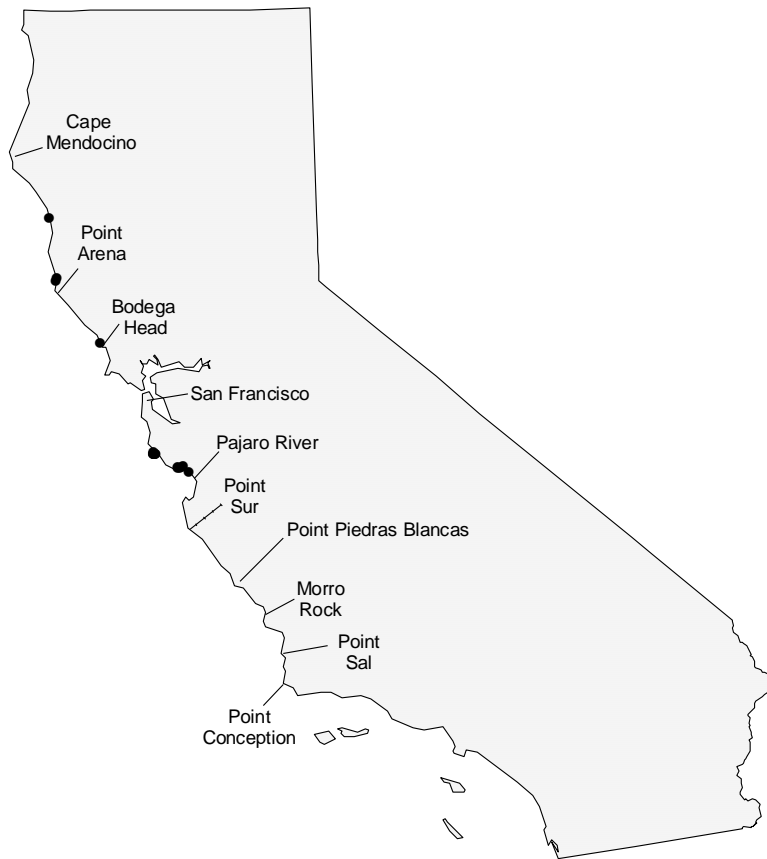 Cape
Mendocino
Point
Arena
Bodega
Head
San Francisco
Pajaro River
Point
Sur
Point Piedras Blancas
Morro
Rock
Point
Sal
Point
Conception